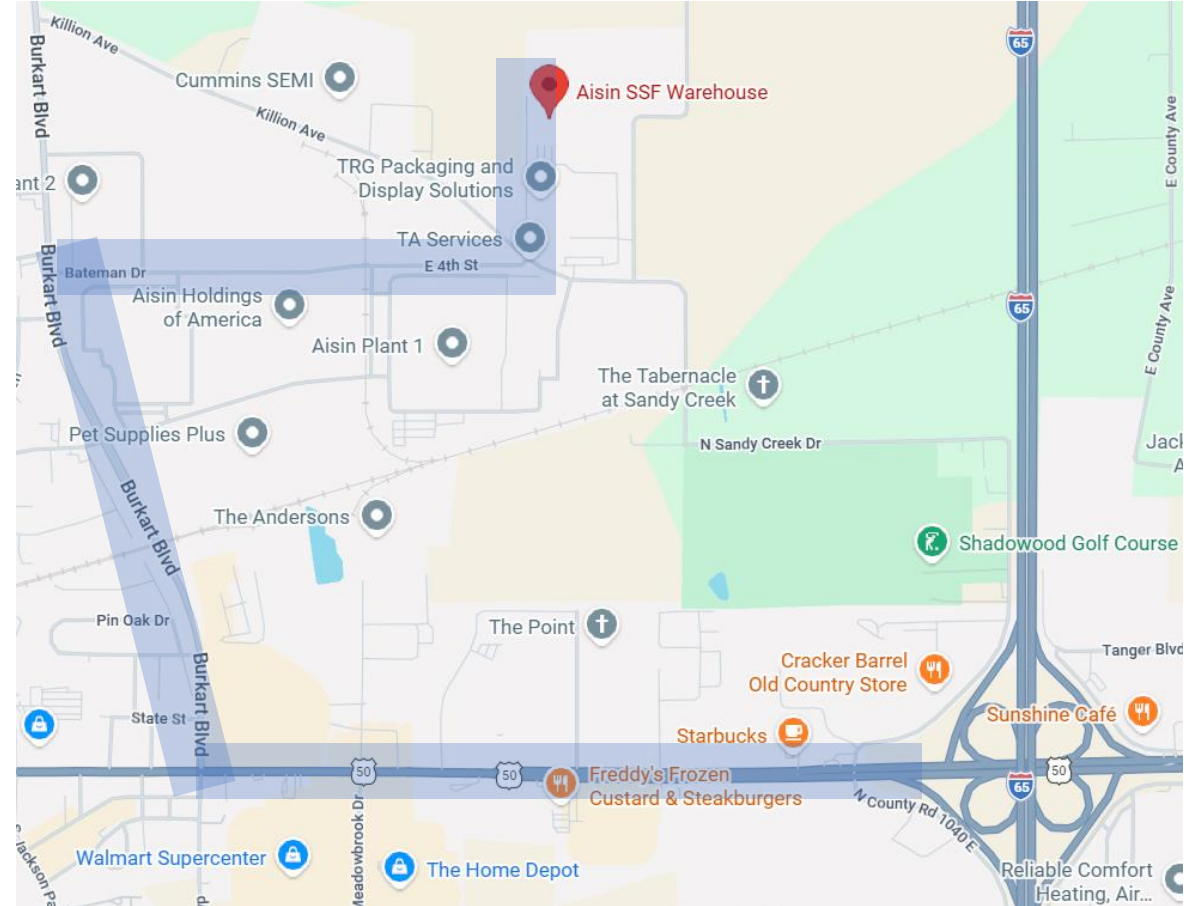 Killion Ave
Burkart Blvd
65
Cummins SEMI
Aisin SSF Warehouse
Killion Ave
E County Ave
TRG Packaging and
Display Solutions
ant 2
TA Services
Burkart Blvd
Bateman Dr
E 4th St
Aisin Holdings
of America
65
E County Ave
Aisin Plant 1
The Tabernacle
at Sandy Creek
Pet Supplies Plus
N Sandy Creek Dr
Jack
A
Burkart Blvd
The Andersons
Shadowood Golf Course
Pin Oak Dr
The Point
Burkart Blvd
Tanger Blvd
Cracker Barrel
Old Country Store
State St
Starbucks
Sunshine Café
50
50
Freddy's Frozen
Custard & Steakburgers
50
65
N County Rd 1040 E
Meadowbrook Dr
S Jackson Pa
Walmart Supercenter
The Home Depot
Reliable Comfort
Heating, Air...